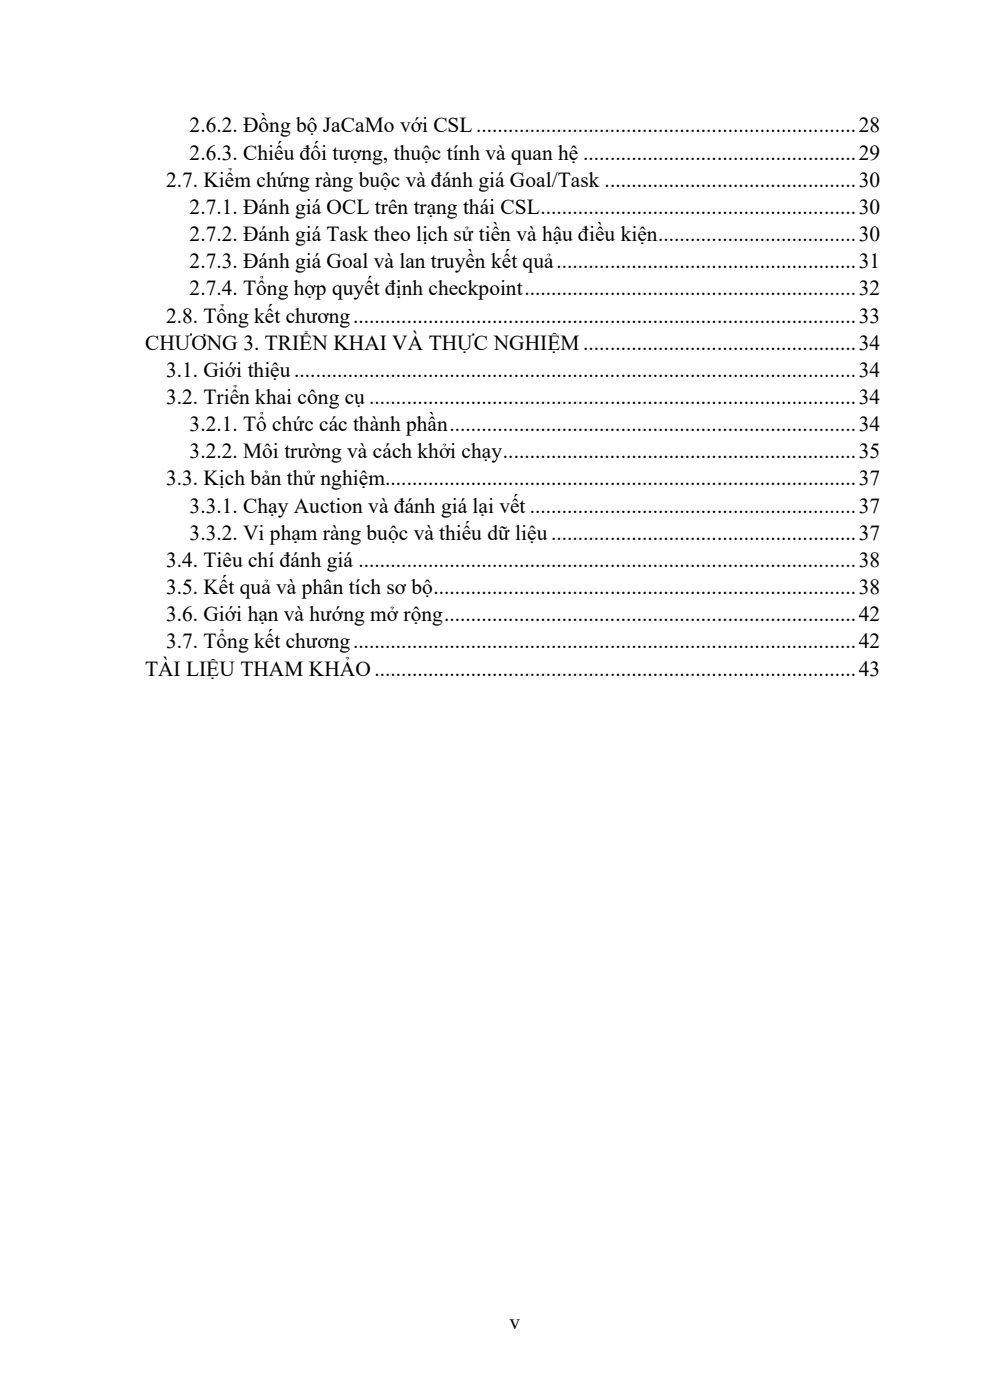 2.6.2. Đồng bộ JaCaMo với CSL ........ 28
2.6.3. Chiếu đối tượng, thuộc tính và quan hệ ........ 29
2.7. Kiểm chứng ràng buộc và đánh giá Goal/Task ........ 30
2.7.1. Đánh giá OCL trên trạng thái CSL ........ 30
2.7.2. Đánh giá Task theo lịch sử tiền và hậu điều kiện ........ 30
2.7.3. Đánh giá Goal và lan truyền kết quả ........ 31
2.7.4. Tổng hợp quyết định checkpoint ........ 32
2.8. Tổng kết chương ........ 33
CHƯƠNG 3. TRIỂN KHAI VÀ THỰC NGHIỆM ........ 34
3.1. Giới thiệu ........ 34
3.2. Triển khai công cụ ........ 34
3.2.1. Tổ chức các thành phần ........ 34
3.2.2. Môi trường và cách khởi chạy ........ 35
3.3. Kịch bản thử nghiệm ........ 37
3.3.1. Chạy Auction và đánh giá lại vết ........ 37
3.3.2. Vi phạm ràng buộc và thiếu dữ liệu ........ 37
3.4. Tiêu chí đánh giá ........ 38
3.5. Kết quả và phân tích sơ bộ ........ 38
3.6. Giới hạn và hướng mở rộng ........ 42
3.7. Tổng kết chương ........ 42
TÀI LIỆU THAM KHẢO ........ 43
v